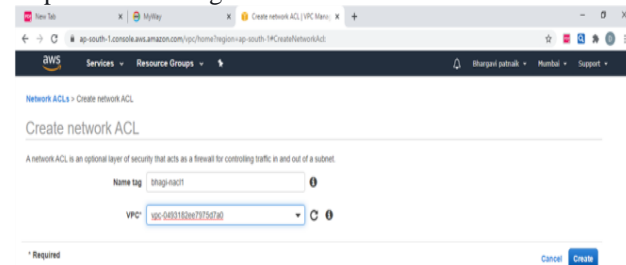 New Tab
MyWay
Create network ACL | VPC Manag
ap-south-1.console.aws.amazon.com/vpc/home?region=ap-south-1#CreateNetworkAcl:
aws Services Resource Groups Bhargavi patnaik Mumbai Support
Network ACLs > Create network ACL
Create network ACL
A network ACL is an optional layer of security that acts as a firewall for controlling traffic in and out of a subnet.
Name tag bhagi-nacl1
VPC* vpc-0493182ee7975d7a0
* Required
Cancel Create